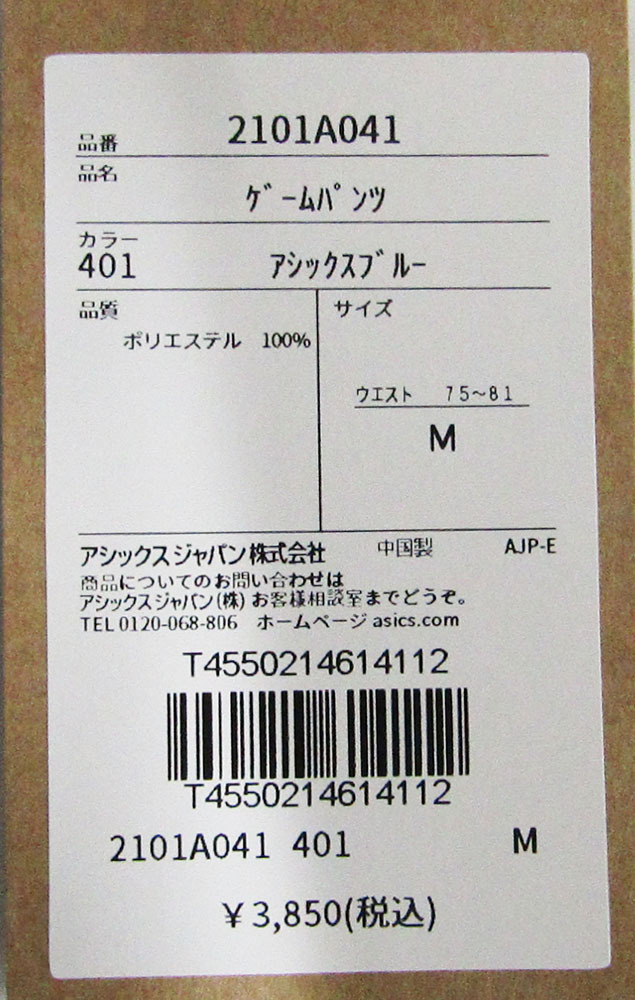 品番 2101A041
品名
ｹﾞｰﾑﾊﾟﾝﾂ
カラー
401 ｱｼｯｸｽﾌﾞﾙｰ
品質 サイズ
ポリエステル 100%
ウエスト 75～81
M
アシックスジャパン株式会社 中国製 AJP-E
商品についてのお問い合わせは
アシックスジャパン(株) お客様相談室までどうぞ。
TEL 0120-068-806 ホームページ asics.com
T4550214614112
T4550214614112
2101A041 401 M
￥3,850(税込)